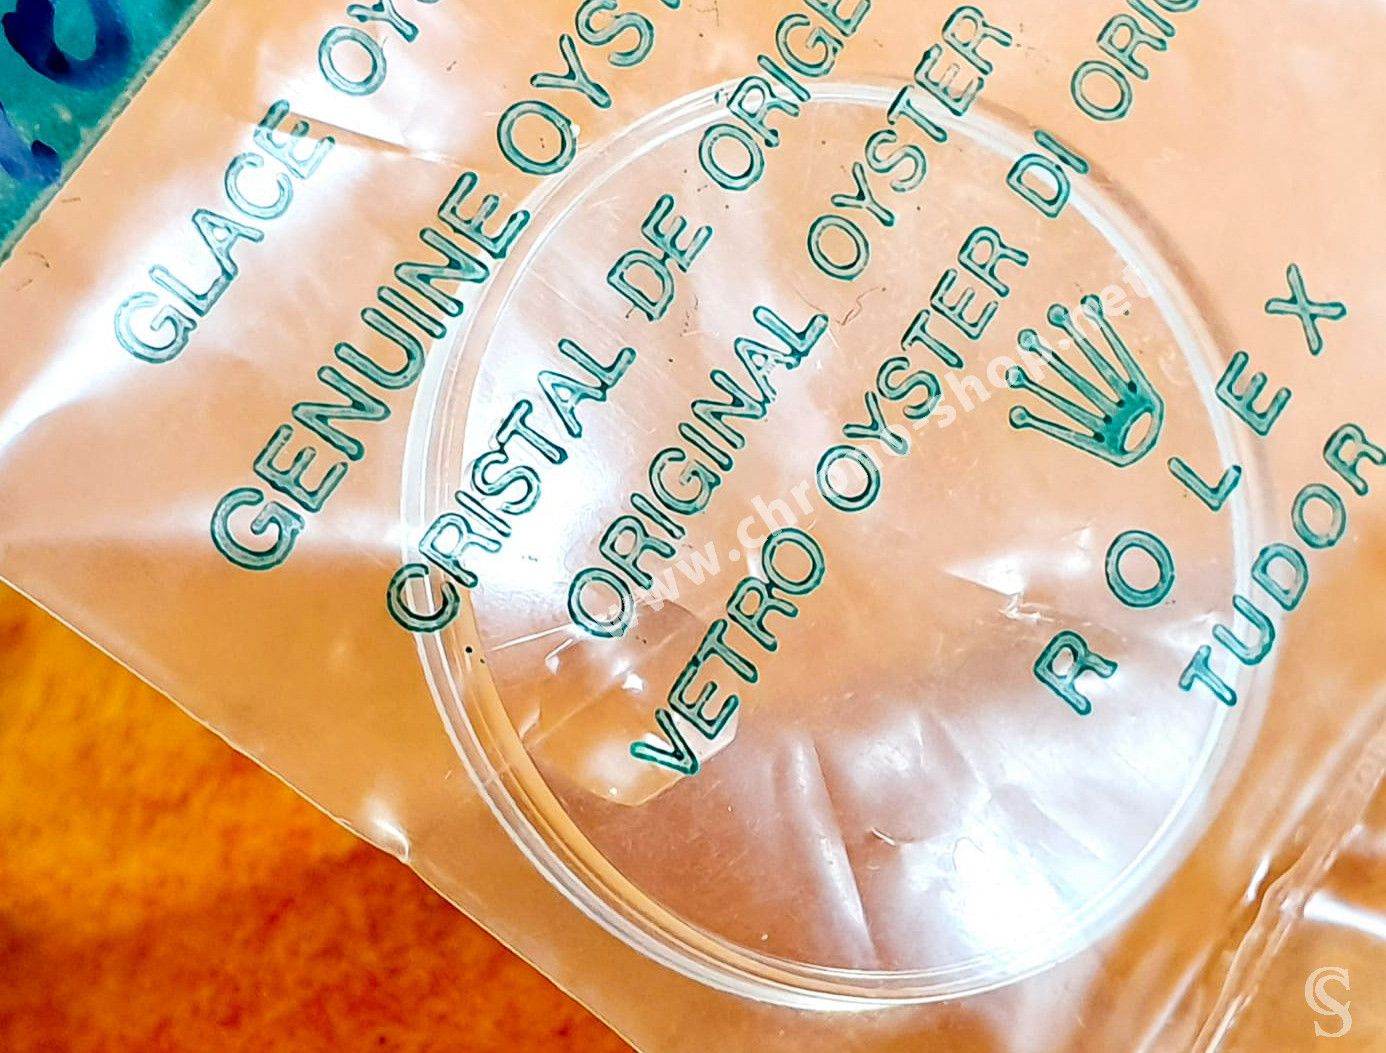 GLACE OY
GENUINE OYST
CRISTAL DE ORIGE
ORIGINAL OYSTER
VETRO OYSTER DI ORIG
ROLEX
TUDOR
www.chrono-shop.net